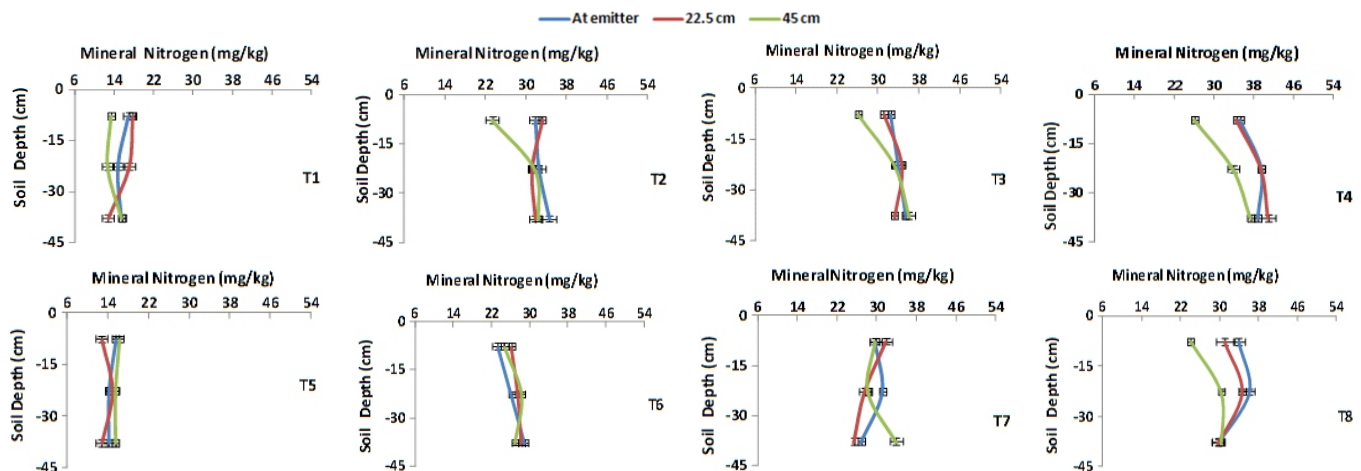 At emitter 22.5 cm 45 cm
Mineral Nitrogen (mg/kg) Mineral Nitrogen (mg/kg) Mineral Nitrogen (mg/kg) Mineral Nitrogen (mg/kg)
6 14 22 30 38 46 54 6 14 22 30 38 46 54 6 14 22 30 38 46 54 6 14 22 30 38 46 54
0 0 0 0
-15 -15 -15 -15
Soil Depth (cm) Soil Depth (cm) Soil Depth (cm) Soil Depth (cm)
T1 T2 T3 T4
-30 -30 -30 -30
-45 -45 -45 -45
Mineral Nitrogen (mg/kg) Mineral Nitrogen (mg/kg) MineralNitrogen (mg/kg) Mineral Nitrogen (mg/kg)
6 14 22 30 38 46 54 6 14 22 30 38 46 54 6 14 22 30 38 46 54 6 14 22 30 38 46 54
0 0 0 0
-15 -15 -15 -15
Soil Depth (cm) Soil Depth (cm) Soil Depth (cm) Soil Depth (cm)
T5 T6 T7 T8
-30 -30 -30 -30
-45 -45 -45 -45